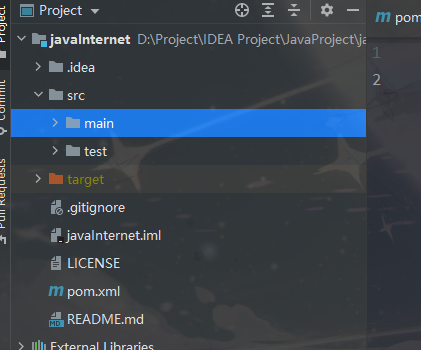 Project
pom
javaInternet D:\Project\IDEA Project\JavaProject\ja
1
.idea
2
src
main
test
target
.gitignore
javaInternet.iml
LICENSE
pom.xml
README.md
External Libraries
Project
Commit
Pull Requests